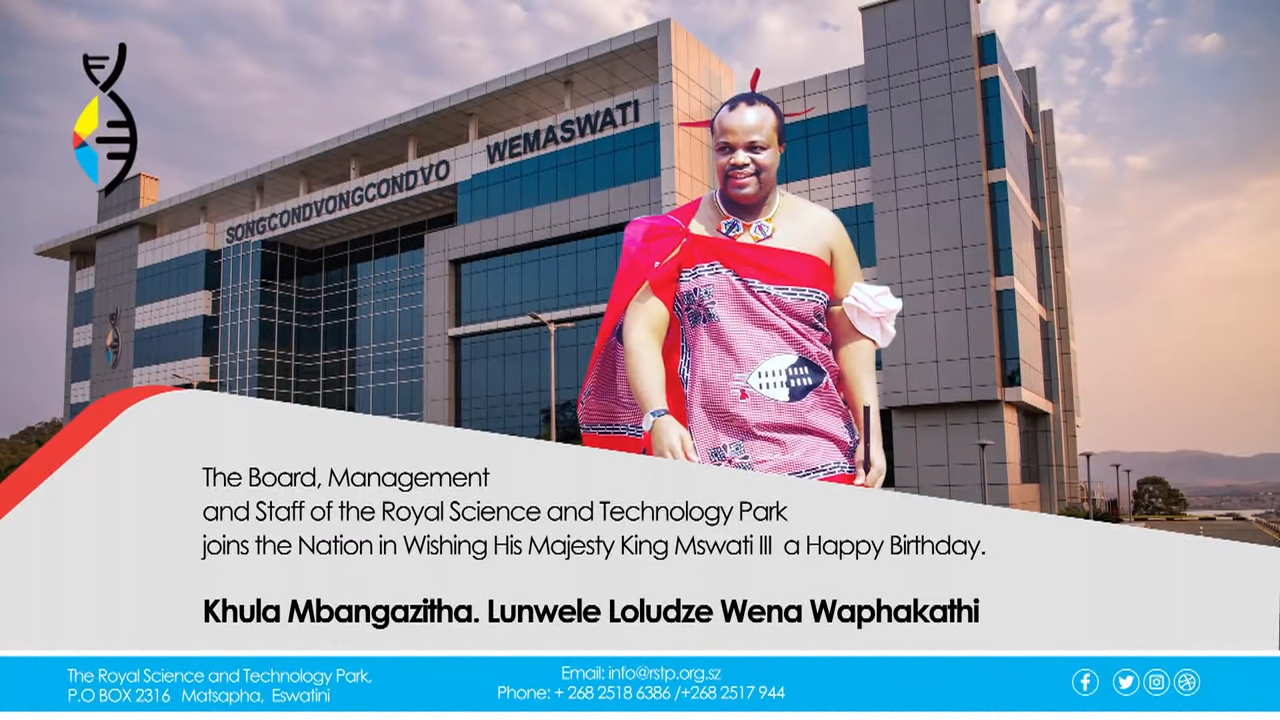 SONGCONDVONGCONDVO WEMASWATI
The Board, Management
and Staff of the Royal Science and Technology Park
joins the Nation in Wishing His Majesty King Mswati III a Happy Birthday.
Khula Mbangazitha. Lunwele Loludze Wena Waphakathi
The Royal Science and Technology Park,
P.O BOX 2316 Matsapha, Eswatini
Email: info@rstp.org.sz
Phone: + 268 2518 6386 /+268 2517 944